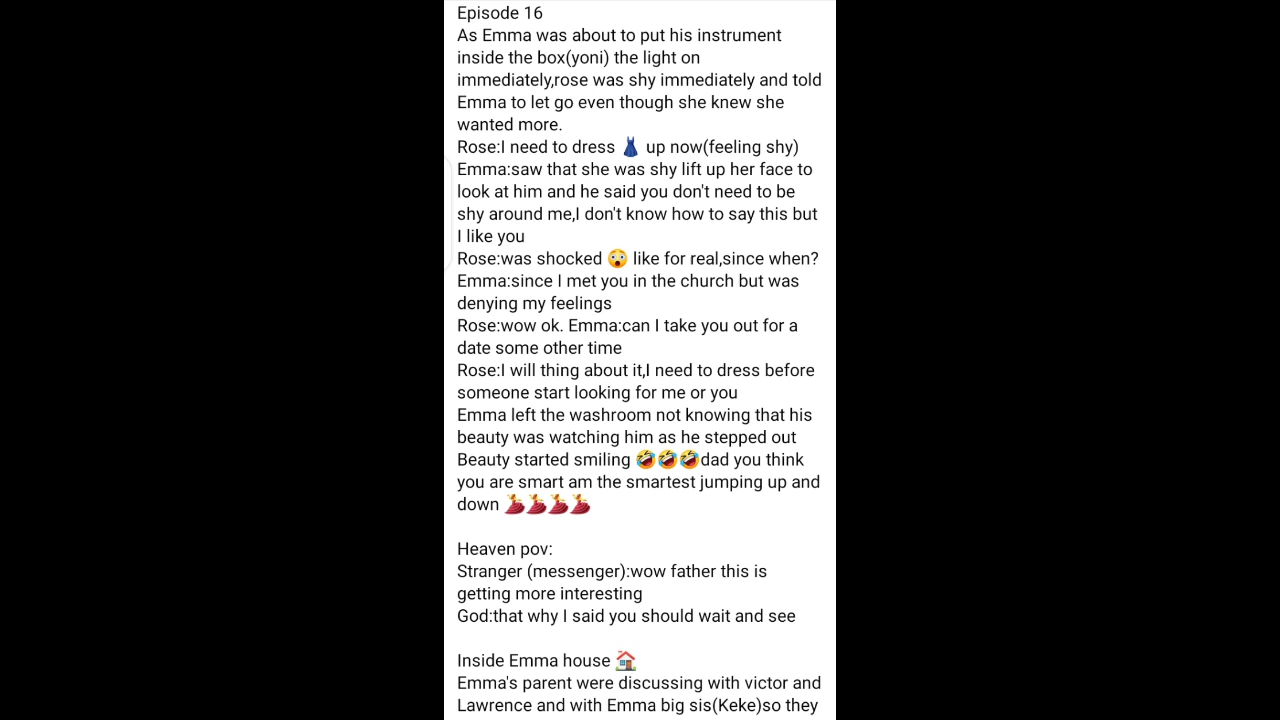 Episode 16
As Emma was about to put his instrument
inside the box(yoni) the light on
immediately,rose was shy immediately and told
Emma to let go even though she knew she
wanted more.
Rose:I need to dress 👗 up now(feeling shy)
Emma:saw that she was shy lift up her face to
look at him and he said you don't need to be
shy around me,I don't know how to say this but
I like you
Rose:was shocked 😳 like for real,since when?
Emma:since I met you in the church but was
denying my feelings
Rose:wow ok. Emma:can I take you out for a
date some other time
Rose:I will thing about it,I need to dress before
someone start looking for me or you
Emma left the washroom not knowing that his
beauty was watching him as he stepped out
Beauty started smiling 🤣🤣🤣dad you think
you are smart am the smartest jumping up and
down 💃💃💃💃
Heaven pov:
Stranger (messenger):wow father this is
getting more interesting
God:that why I said you should wait and see
Inside Emma house 🏠
Emma's parent were discussing with victor and
Lawrence and with Emma big sis(Keke)so they